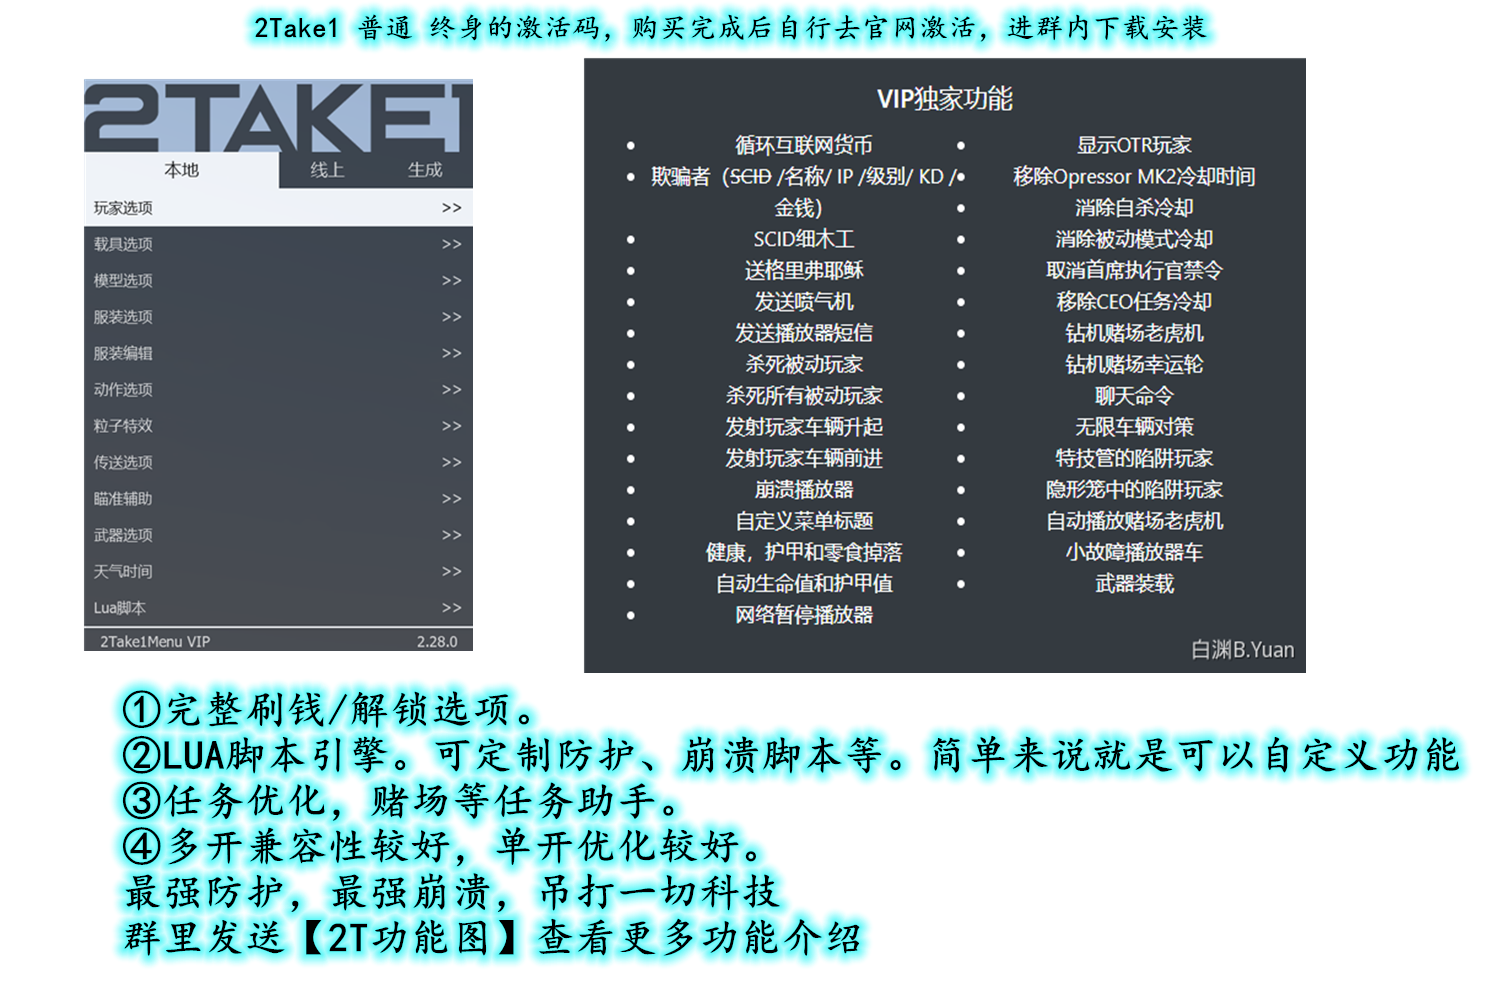 2Take1 普通 终身的激活码，购买完成后自行去官网激活，进群内下载安装
2TAKE1
本地 线上 生成
玩家选项 >>
载具选项 >>
模型选项 >>
服装选项 >>
服装编辑 >>
动作选项 >>
粒子特效 >>
传送选项 >>
瞄准辅助 >>
武器选项 >>
天气时间 >>
Lua脚本 >>
2Take1Menu VIP 2.28.0
VIP独家功能
• 循环互联网货币
• 欺骗者（SCID /名称/ IP /级别/ KD /
金钱）
• SCID细木工
• 送格里弗耶稣
• 发送喷气机
• 发送播放器短信
• 杀死被动玩家
• 杀死所有被动玩家
• 发射玩家车辆升起
• 发射玩家车辆前进
• 崩溃播放器
• 自定义菜单标题
• 健康，护甲和零食掉落
• 自动生命值和护甲值
• 网络暂停播放器
• 显示OTR玩家
• 移除Opressor MK2冷却时间
• 消除自杀冷却
• 消除被动模式冷却
• 取消首席执行官禁令
• 移除CEO任务冷却
• 钻机赌场老虎机
• 钻机赌场幸运轮
• 聊天命令
• 无限车辆对策
• 特技管的陷阱玩家
• 隐形笼中的陷阱玩家
• 自动播放赌场老虎机
• 小故障播放器车
• 武器装载
白渊B.Yuan
①完整刷钱/解锁选项。
②LUA脚本引擎。可定制防护、崩溃脚本等。简单来说就是可以自定义功能
③任务优化，赌场等任务助手。
④多开兼容性较好，单开优化较好。
最强防护，最强崩溃，吊打一切科技
群里发送【2T功能图】查看更多功能介绍